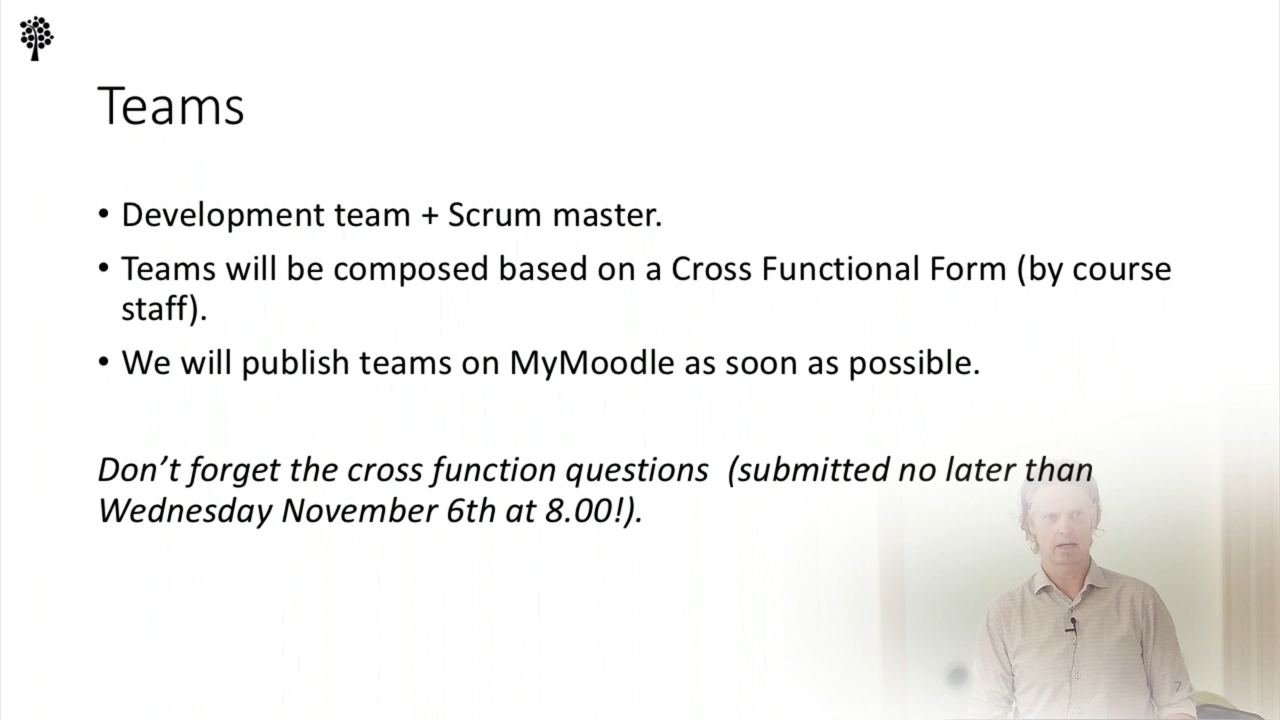 Teams
• Development team + Scrum master.
• Teams will be composed based on a Cross Functional Form (by course
staff).
• We will publish teams on MyMoodle as soon as possible.
Don’t forget the cross function questions  (submitted no later than
Wednesday November 6th at 8.00!).
7